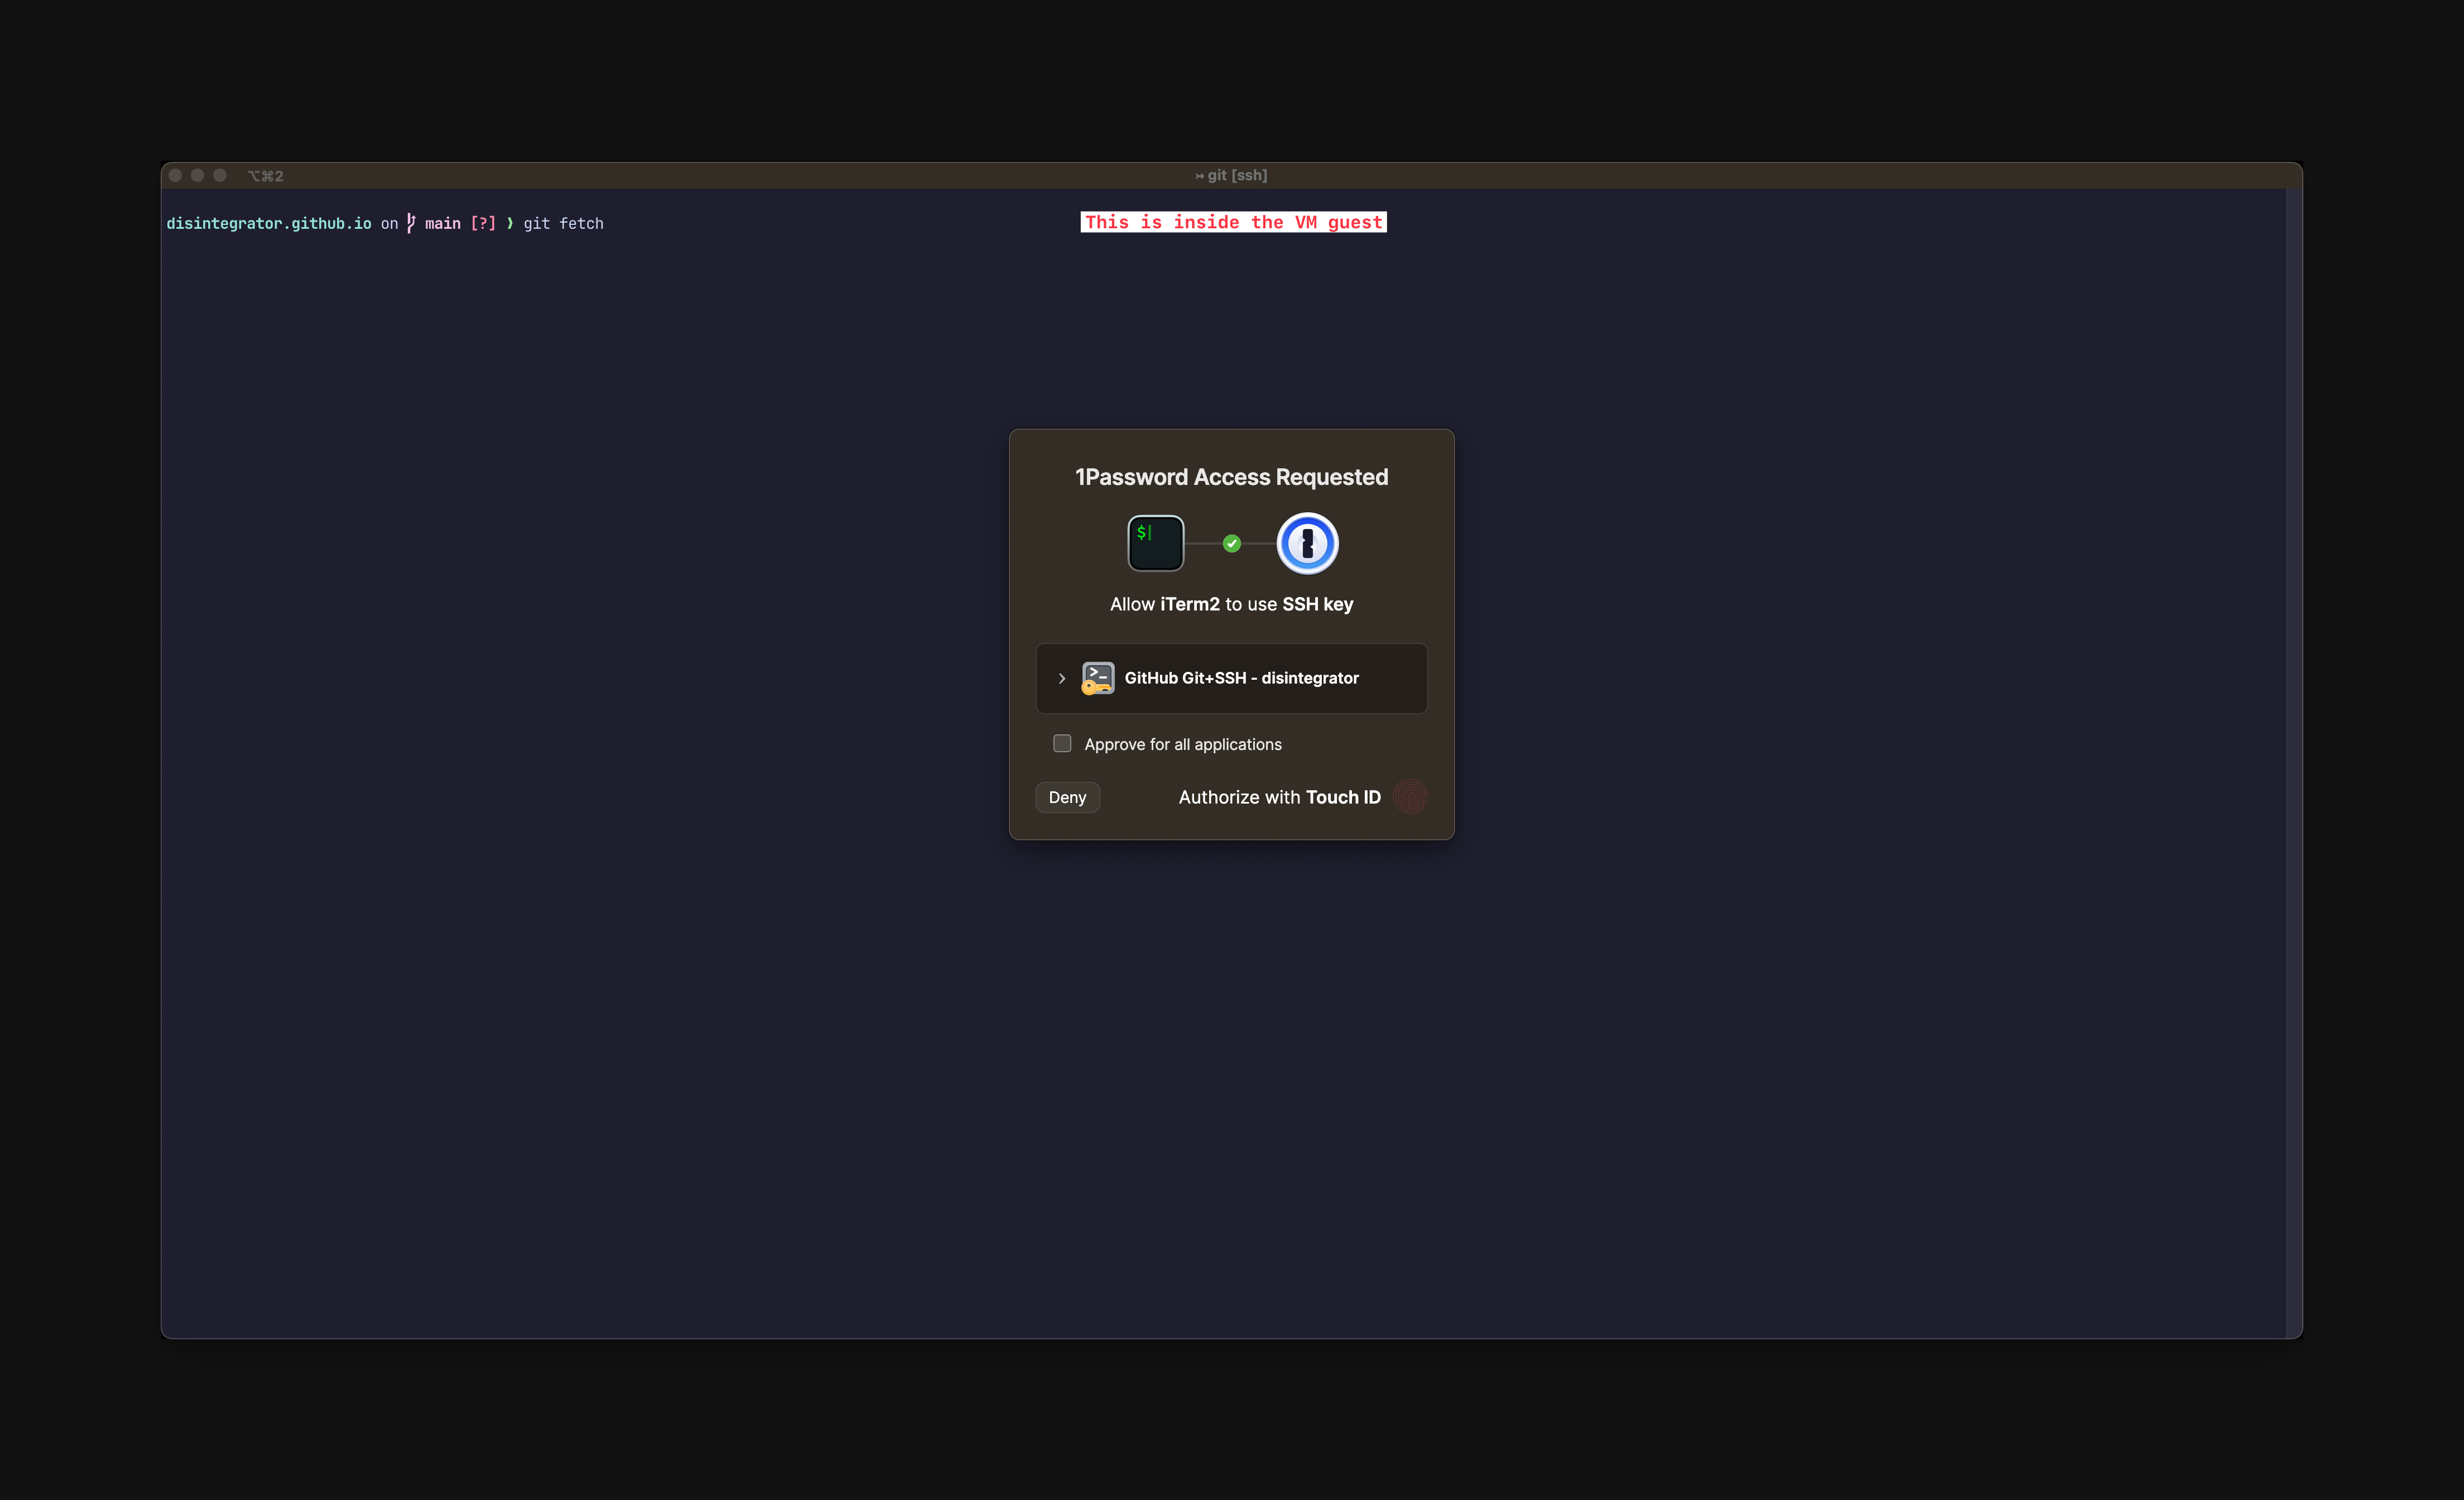 ⌥⌘2
git [ssh]
disintegrator.github.io on main [?] ❯ git fetch
This is inside the VM guest
1Password Access Requested
$
Allow iTerm2 to use SSH key
GitHub Git+SSH - disintegrator
Approve for all applications
Deny
Authorize with Touch ID